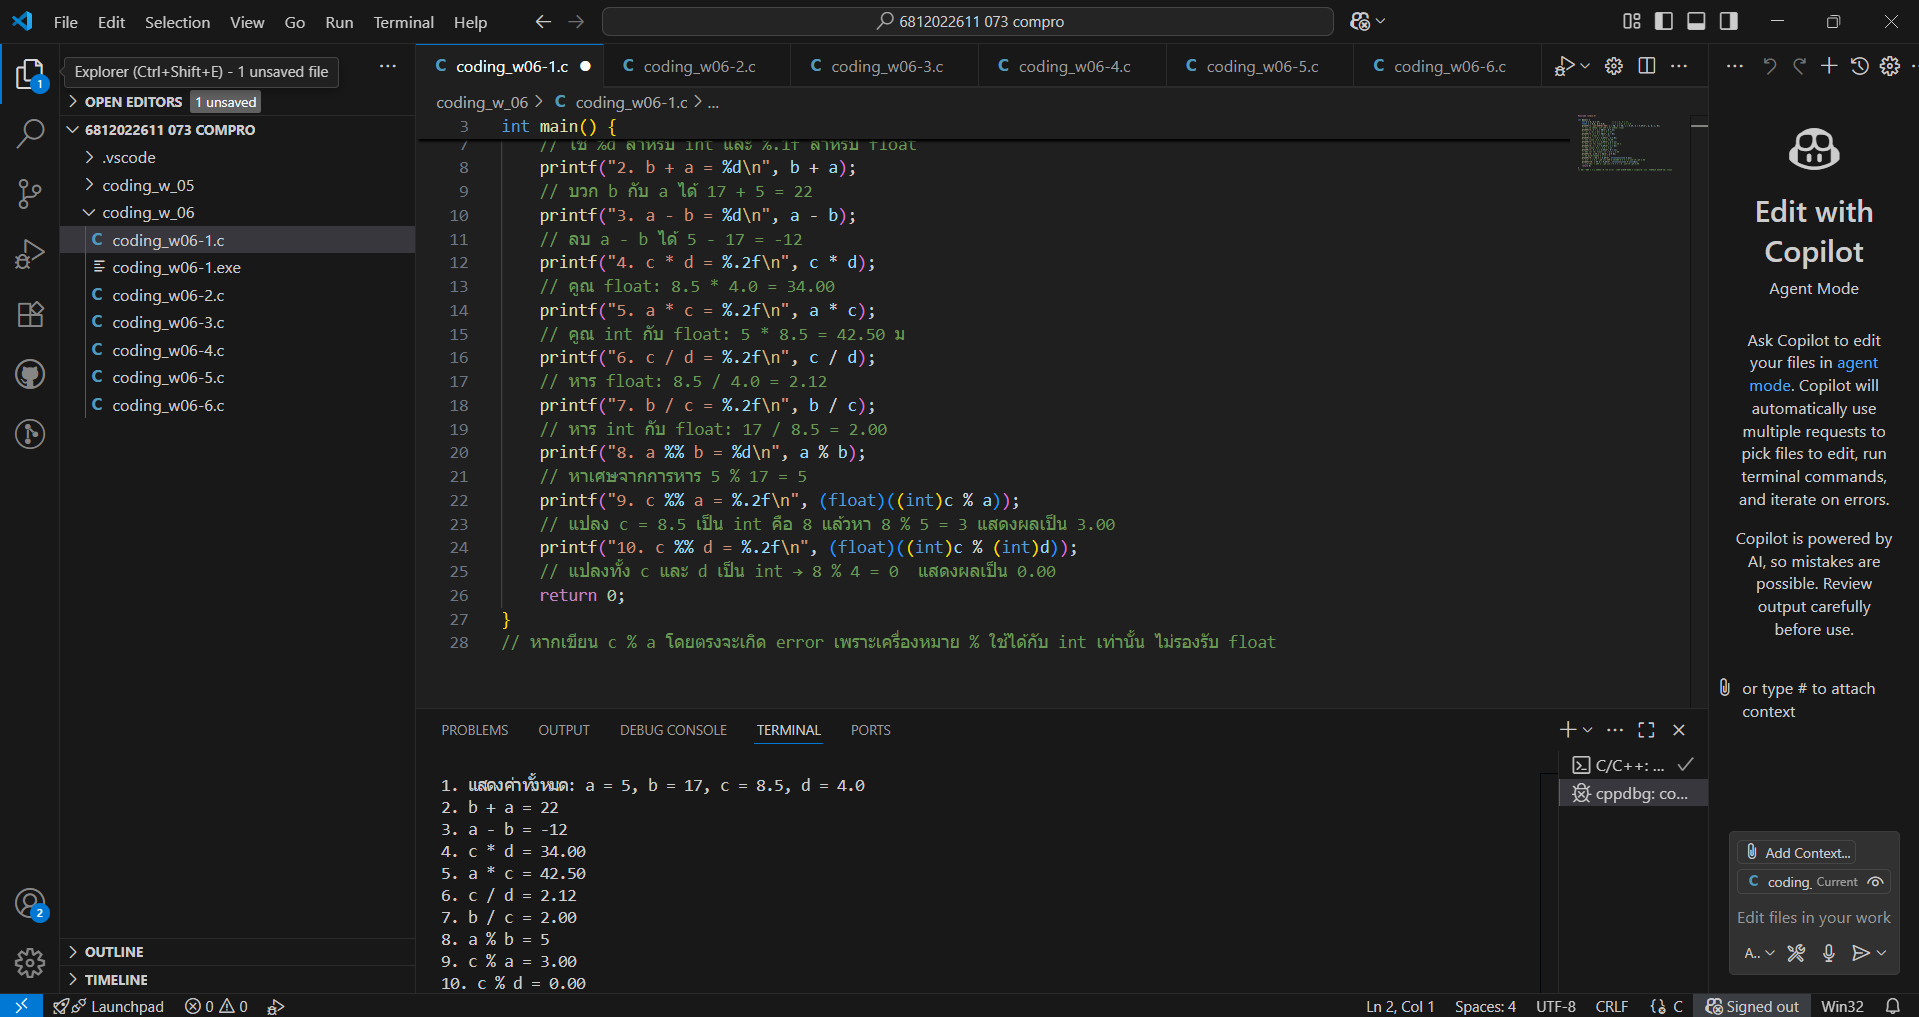 File Edit Selection View Go Run Terminal Help
6812022611 073 compro
Explorer (Ctrl+Shift+E) - 1 unsaved file
1
OPEN EDITORS 1 unsaved
6812022611 073 COMPRO
.vscode
coding_w_05
coding_w_06
C coding_w06-1.c
coding_w06-1.exe
C coding_w06-2.c
C coding_w06-3.c
C coding_w06-4.c
C coding_w06-5.c
C coding_w06-6.c
2
OUTLINE
TIMELINE
C coding_w06-1.c
C coding_w06-2.c
C coding_w06-3.c
C coding_w06-4.c
C coding_w06-5.c
C coding_w06-6.c
coding_w_06 > C coding_w06-1.c > ...
3 int main() {
7 // ใช้ %d สำหรับ int และ %.1f สำหรับ float
8 printf("2. b + a = %d\n", b + a);
9 // บวก b กับ a ได้ 17 + 5 = 22
10 printf("3. a - b = %d\n", a - b);
11 // ลบ a - b ได้ 5 - 17 = -12
12 printf("4. c * d = %.2f\n", c * d);
13 // คูณ float: 8.5 * 4.0 = 34.00
14 printf("5. a * c = %.2f\n", a * c);
15 // คูณ int กับ float: 5 * 8.5 = 42.50 ม
16 printf("6. c / d = %.2f\n", c / d);
17 // หาร float: 8.5 / 4.0 = 2.12
18 printf("7. b / c = %.2f\n", b / c);
19 // หาร int กับ float: 17 / 8.5 = 2.00
20 printf("8. a %% b = %d\n", a % b);
21 // หาเศษจากการหาร 5 % 17 = 5
22 printf("9. c %% a = %.2f\n", (float)((int)c % a));
23 // แปลง c = 8.5 เป็น int คือ 8 แล้วหา 8 % 5 = 3 แสดงผลเป็น 3.00
24 printf("10. c %% d = %.2f\n", (float)((int)c % (int)d));
25 // แปลงทั้ง c และ d เป็น int → 8 % 4 = 0  แสดงผลเป็น 0.00
26 return 0;
27 }
28 // หากเขียน c % a โดยตรงจะเกิด error เพราะเครื่องหมาย % ใช้ได้กับ int เท่านั้น ไม่รองรับ float
PROBLEMS OUTPUT DEBUG CONSOLE TERMINAL PORTS
1. แสดงค่าทั้งหมด: a = 5, b = 17, c = 8.5, d = 4.0
2. b + a = 22
3. a - b = -12
4. c * d = 34.00
5. a * c = 42.50
6. c / d = 2.12
7. b / c = 2.00
8. a % b = 5
9. c % a = 3.00
10. c % d = 0.00
C/C++: ...
cppdbg: co...
Edit with
Copilot
Agent Mode
Ask Copilot to edit
your files in agent
mode. Copilot will
automatically use
multiple requests to
pick files to edit, run
terminal commands,
and iterate on errors.
Copilot is powered by
AI, so mistakes are
possible. Review
output carefully
before use.
or type # to attach
context
Add Context...
C coding_ Current
Edit files in your work
A..
Launchpad 0 0
Ln 2, Col 1 Spaces: 4 UTF-8 CRLF {} C Signed out Win32